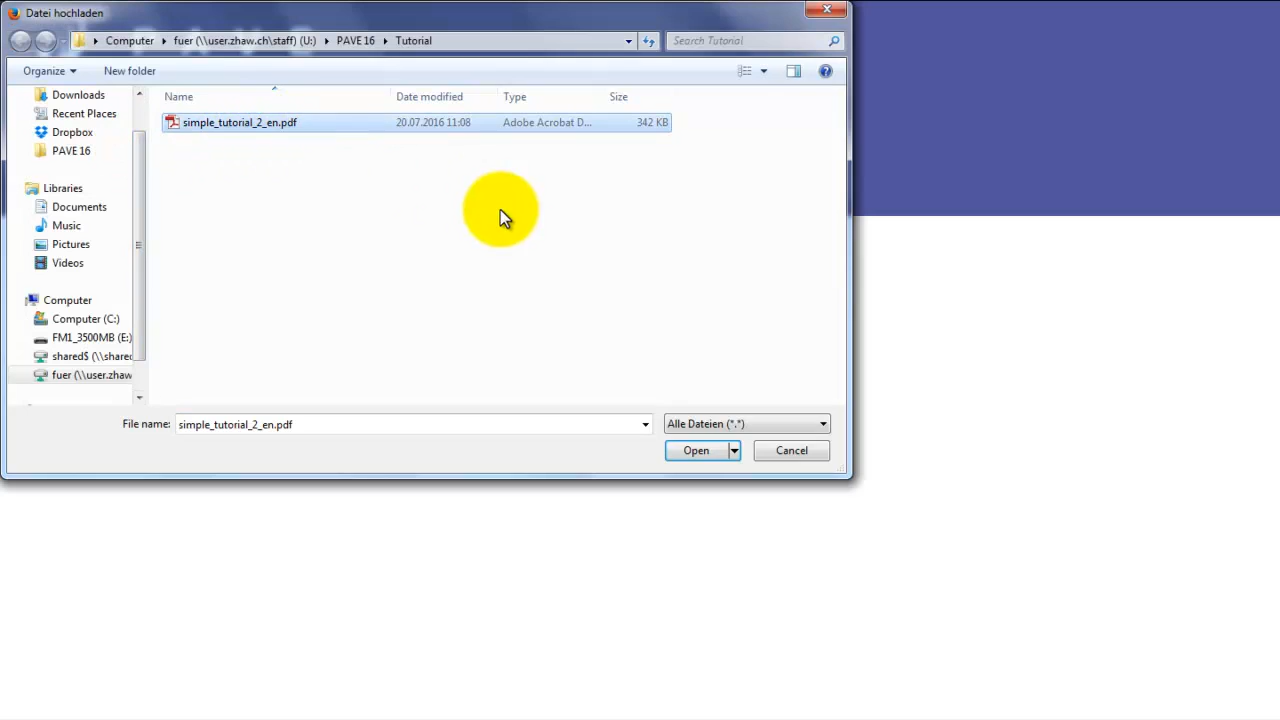 Datei hochladen
Computer fuer (\\user.zhaw.ch\staff) (U:) PAVE 16 Tutorial
Search Tutorial
Organize New folder
Name Date modified Type Size
simple_tutorial_2_en.pdf 20.07.2016 11:08 Adobe Acrobat D... 342 KB
Downloads
Recent Places
Dropbox
PAVE 16
Libraries
Documents
Music
Pictures
Videos
Computer
Computer (C:)
FM1_3500MB (E:)
shared$ (\\share
fuer (\\user.zhaw
File name: simple_tutorial_2_en.pdf Alle Dateien (*.*)
Open Cancel